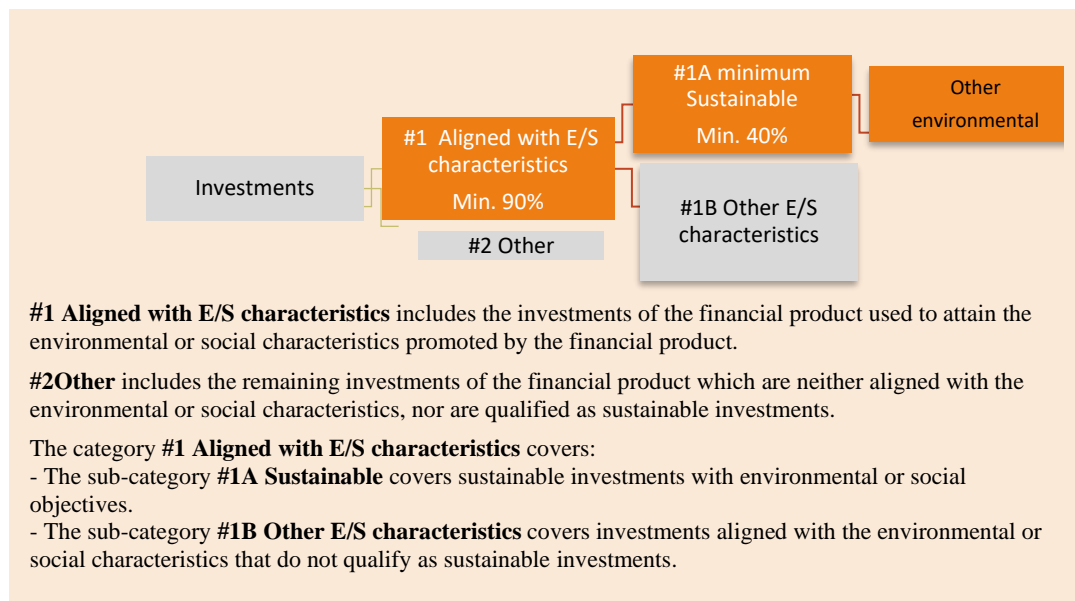 Investments
#1 Aligned with E/S
characteristics
Min. 90%
#2 Other
#1A minimum
Sustainable
Min. 40%
#1B Other E/S
characteristics
Other
environmental
#1 Aligned with E/S characteristics includes the investments of the financial product used to attain the
environmental or social characteristics promoted by the financial product.
#2Other includes the remaining investments of the financial product which are neither aligned with the
environmental or social characteristics, nor are qualified as sustainable investments.
The category #1 Aligned with E/S characteristics covers:
- The sub-category #1A Sustainable covers sustainable investments with environmental or social
objectives.
- The sub-category #1B Other E/S characteristics covers investments aligned with the environmental or
social characteristics that do not qualify as sustainable investments.